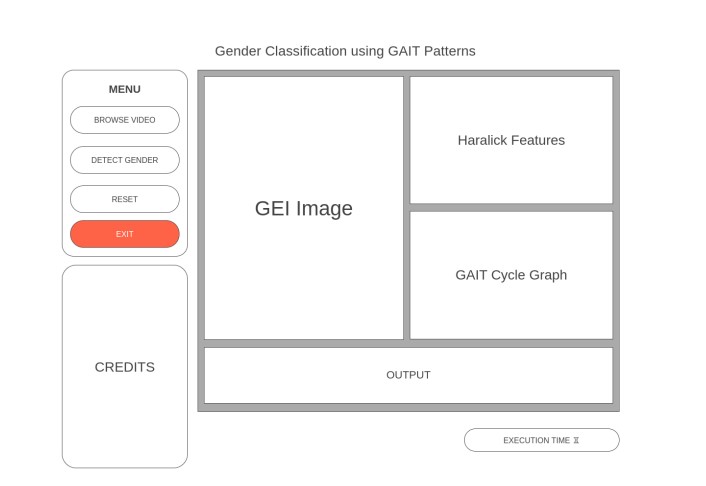 Gender Classification using GAIT Patterns
MENU
BROWSE VIDEO
DETECT GENDER
RESET
EXIT
CREDITS
GEI Image
Haralick Features
GAIT Cycle Graph
OUTPUT
EXECUTION TIME ⌛